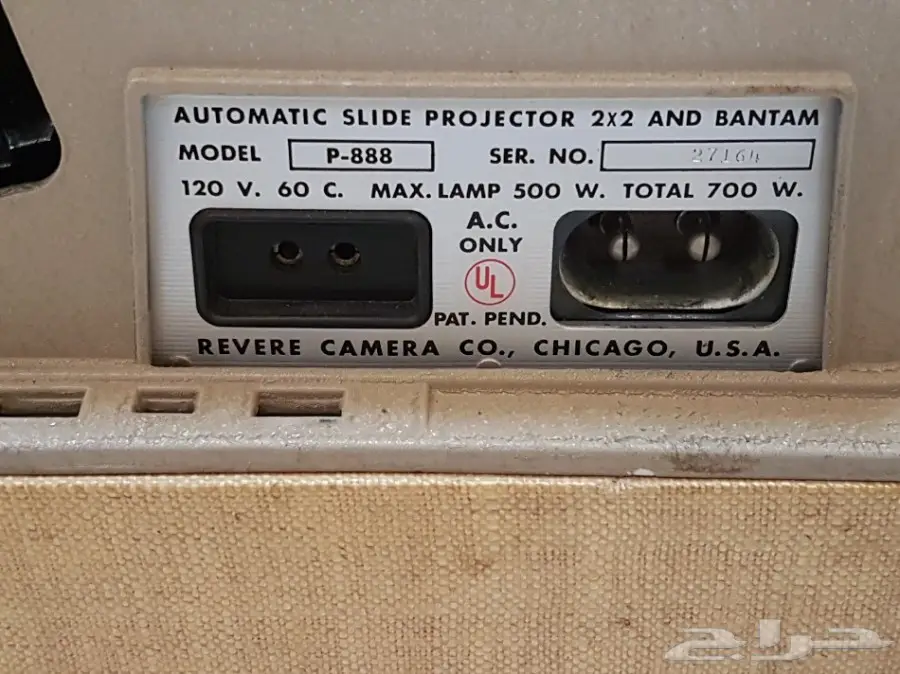 AUTOMATIC SLIDE PROJECTOR 2x2 AND BANTAM
MODEL P-888 SER. NO. 27164
120 V. 60 C. MAX. LAMP 500 W. TOTAL 700 W.
A.C.
ONLY
UL
PAT. PEND.
REVERE CAMERA CO., CHICAGO, U.S.A.
حراج